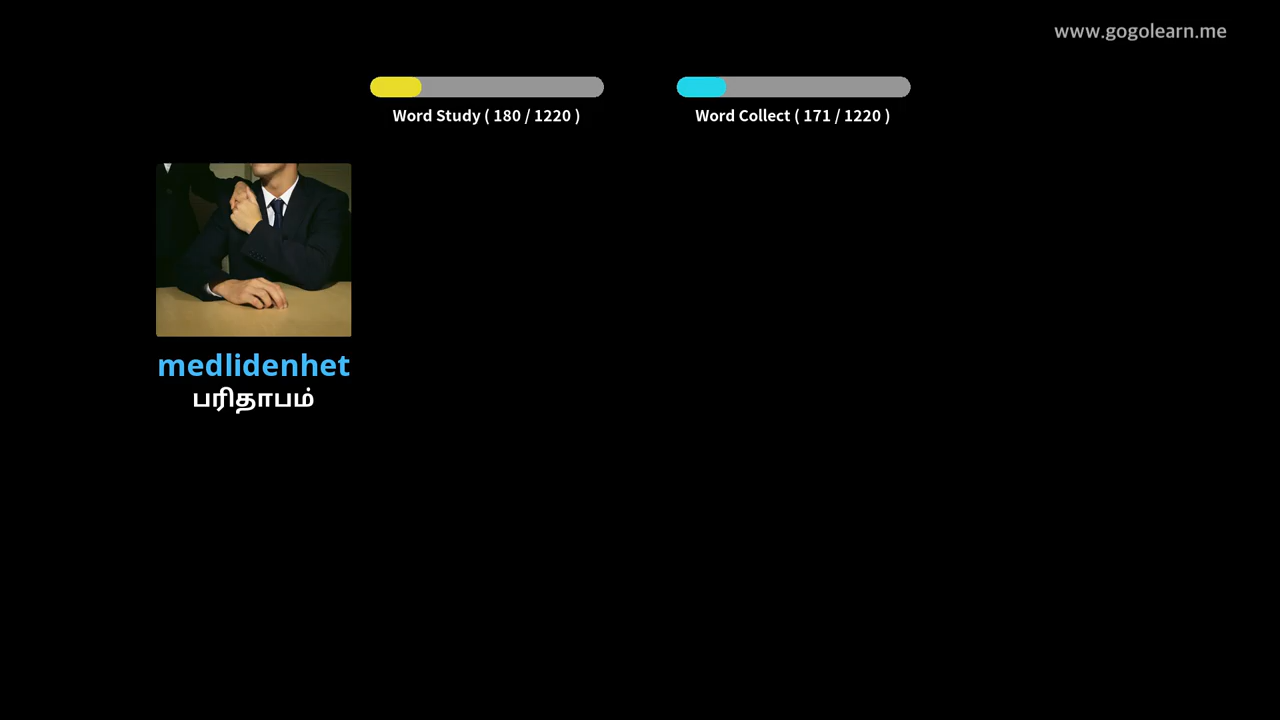 www.gogolearn.me
Word Study ( 180 / 1220 )
Word Collect ( 171 / 1220 )
medlidenhet
பரிதாபம்